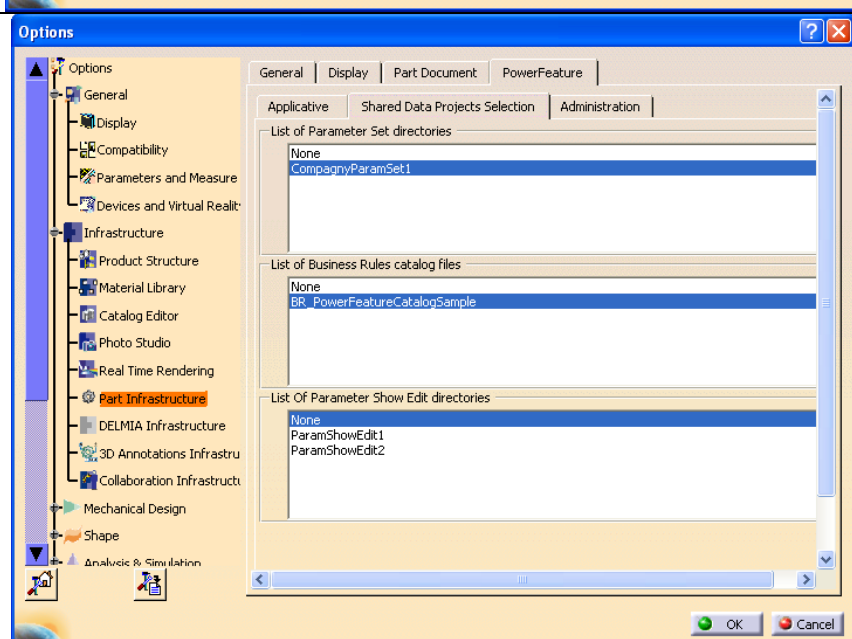 Options
Options
General
Display
Compatibility
Parameters and Measure
Devices and Virtual Realit
Infrastructure
Product Structure
Material Library
Catalog Editor
Photo Studio
Real Time Rendering
Part Infrastructure
DELMIA Infrastructure
3D Annotations Infrastru
Collaboration Infrastructu
Mechanical Design
Shape
Analysis & Simulation
General Display Part Document PowerFeature
Applicative Shared Data Projects Selection Administration
List of Parameter Set directories
None
CompagnyParamSet1
List of Business Rules catalog files
None
BR_PowerFeatureCatalogSample
List Of Parameter Show Edit directories
None
ParamShowEdit1
ParamShowEdit2
OK Cancel